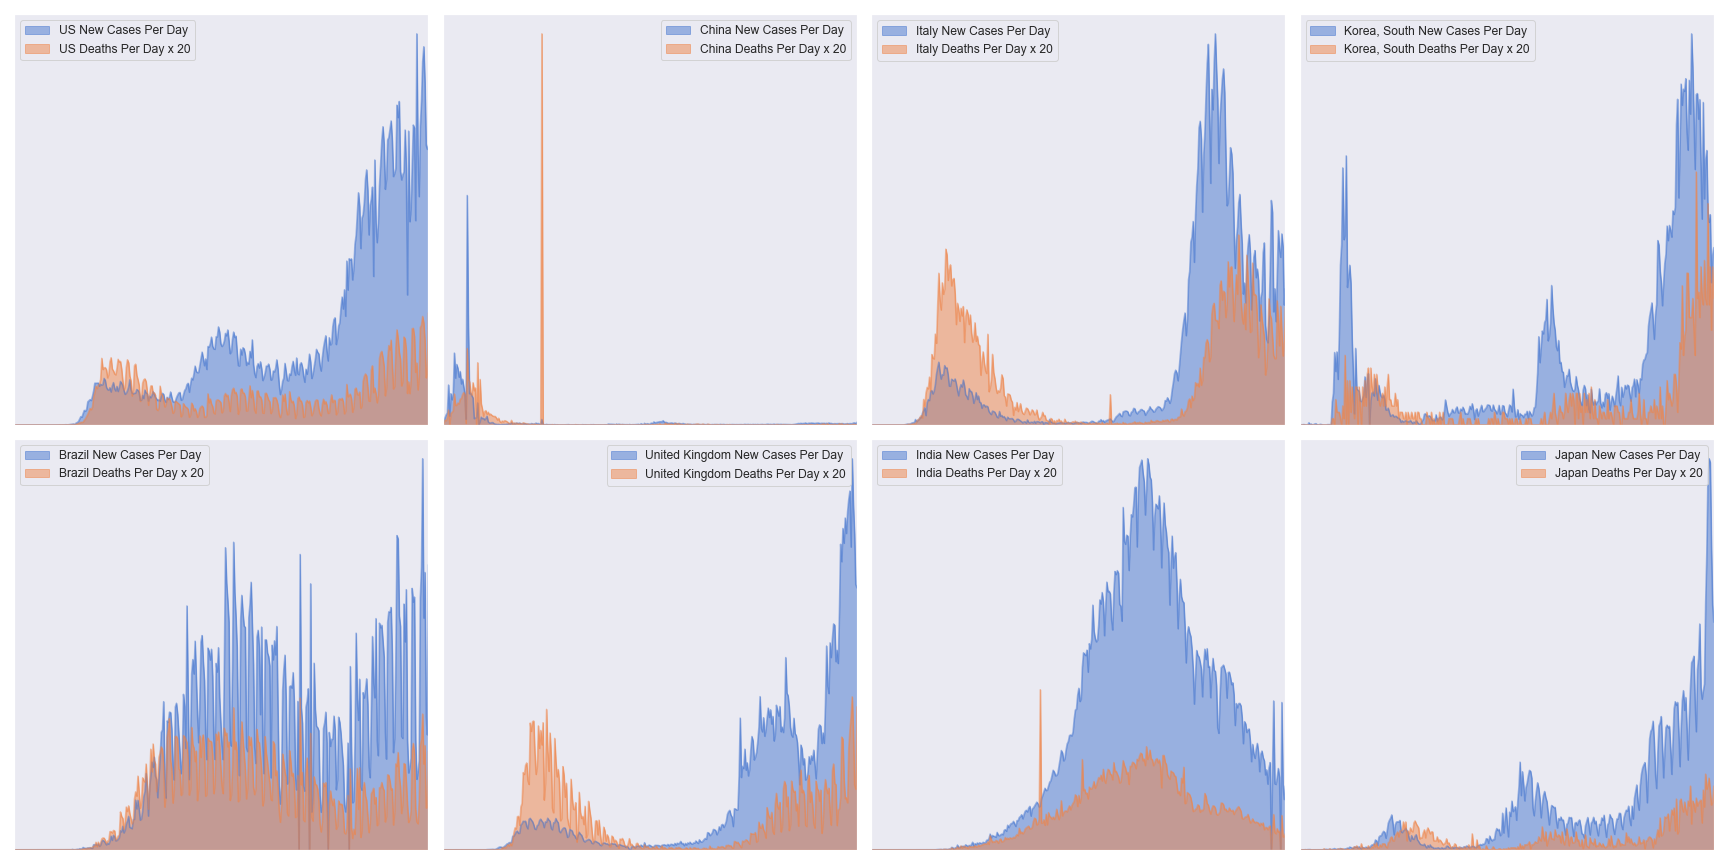 US New Cases Per Day
US Deaths Per Day x 20
China New Cases Per Day
China Deaths Per Day x 20
Italy New Cases Per Day
Italy Deaths Per Day x 20
Korea, South New Cases Per Day
Korea, South Deaths Per Day x 20
Brazil New Cases Per Day
Brazil Deaths Per Day x 20
United Kingdom New Cases Per Day
United Kingdom Deaths Per Day x 20
India New Cases Per Day
India Deaths Per Day x 20
Japan New Cases Per Day
Japan Deaths Per Day x 20